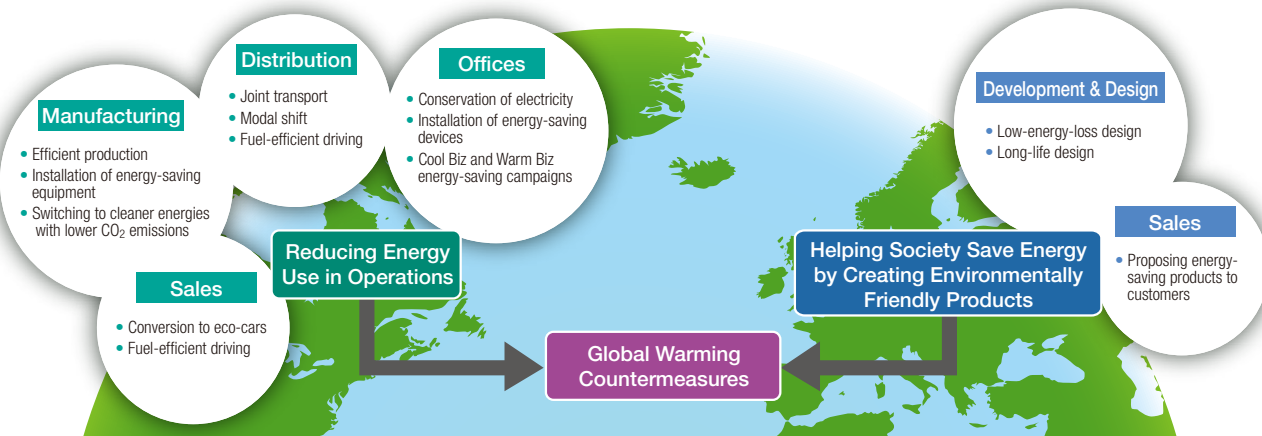 Manufacturing
• Efficient production
• Installation of energy-saving
equipment
• Switching to cleaner energies
with lower CO₂ emissions
Distribution
• Joint transport
• Modal shift
• Fuel-efficient driving
Offices
• Conservation of electricity
• Installation of energy-saving
devices
• Cool Biz and Warm Biz
energy-saving campaigns
Sales
• Conversion to eco-cars
• Fuel-efficient driving
Reducing Energy
Use in Operations
Development & Design
• Low-energy-loss design
• Long-life design
Sales
• Proposing energy-
saving products to
customers
Helping Society Save Energy
by Creating Environmentally
Friendly Products
Global Warming
Countermeasures